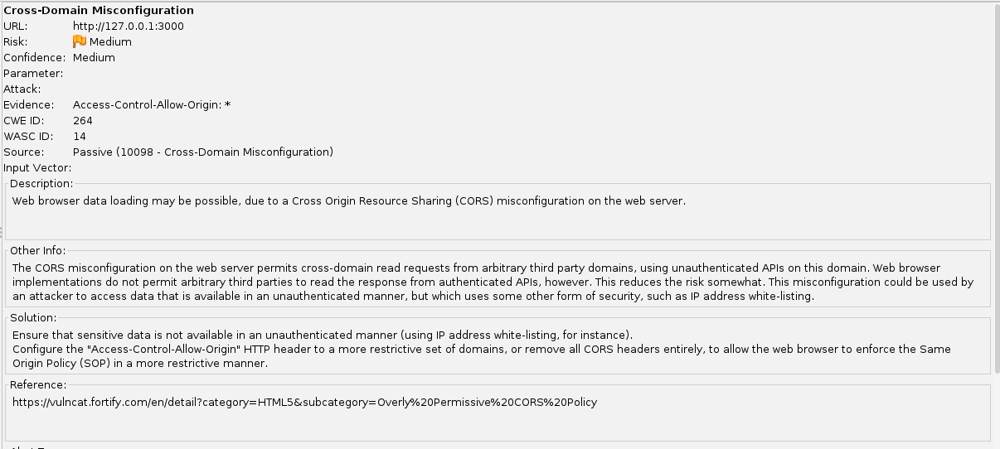 Cross-Domain Misconfiguration
URL: http://127.0.0.1:3000
Risk: Medium
Confidence: Medium
Parameter:
Attack:
Evidence: Access-Control-Allow-Origin: *
CWE ID: 264
WASC ID: 14
Source: Passive (10098 - Cross-Domain Misconfiguration)
Input Vector:
Description:
Web browser data loading may be possible, due to a Cross Origin Resource Sharing (CORS) misconfiguration on the web server.
Other Info:
The CORS misconfiguration on the web server permits cross-domain read requests from arbitrary third party domains, using unauthenticated APIs on this domain. Web browser
implementations do not permit arbitrary third parties to read the response from authenticated APIs, however. This reduces the risk somewhat. This misconfiguration could be used by
an attacker to access data that is available in an unauthenticated manner, but which uses some other form of security, such as IP address white-listing.
Solution:
Ensure that sensitive data is not available in an unauthenticated manner (using IP address white-listing, for instance).
Configure the "Access-Control-Allow-Origin" HTTP header to a more restrictive set of domains, or remove all CORS headers entirely, to allow the web browser to enforce the Same
Origin Policy (SOP) in a more restrictive manner.
Reference:
https://vulncat.fortify.com/en/detail?category=HTML5&subcategory=Overly%20Permissive%20CORS%20Policy